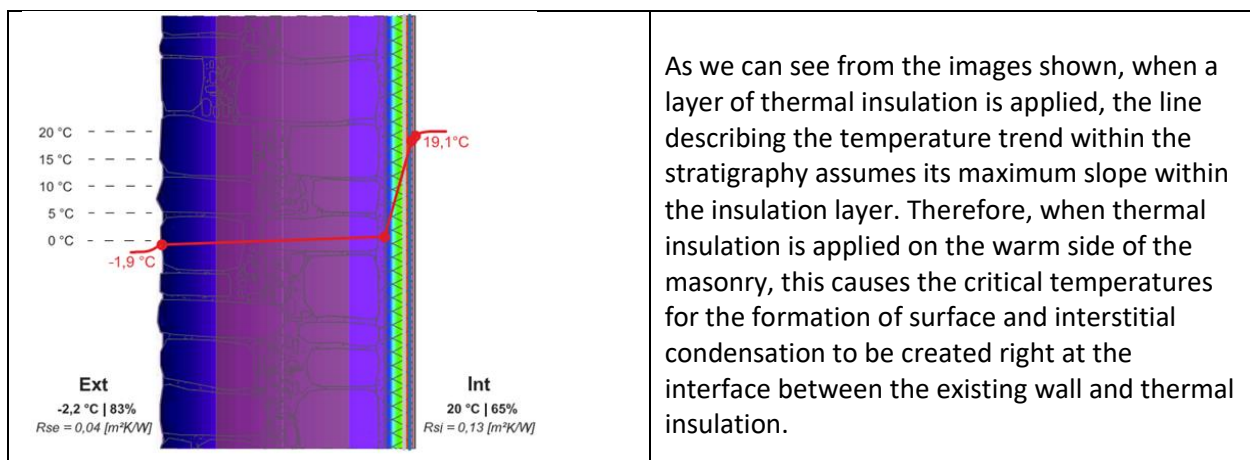 20 °C
15 °C
10 °C
5 °C
0 °C
19,1°C
-1,9 °C
Ext
-2,2 °C | 83%
Rse = 0,04 [m²K/W]
Int
20 °C | 65%
Rsi = 0,13 [m²K/W]
As we can see from the images shown, when a
layer of thermal insulation is applied, the line
describing the temperature trend within the
stratigraphy assumes its maximum slope within
the insulation layer. Therefore, when thermal
insulation is applied on the warm side of the
masonry, this causes the critical temperatures
for the formation of surface and interstitial
condensation to be created right at the
interface between the existing wall and thermal
insulation.